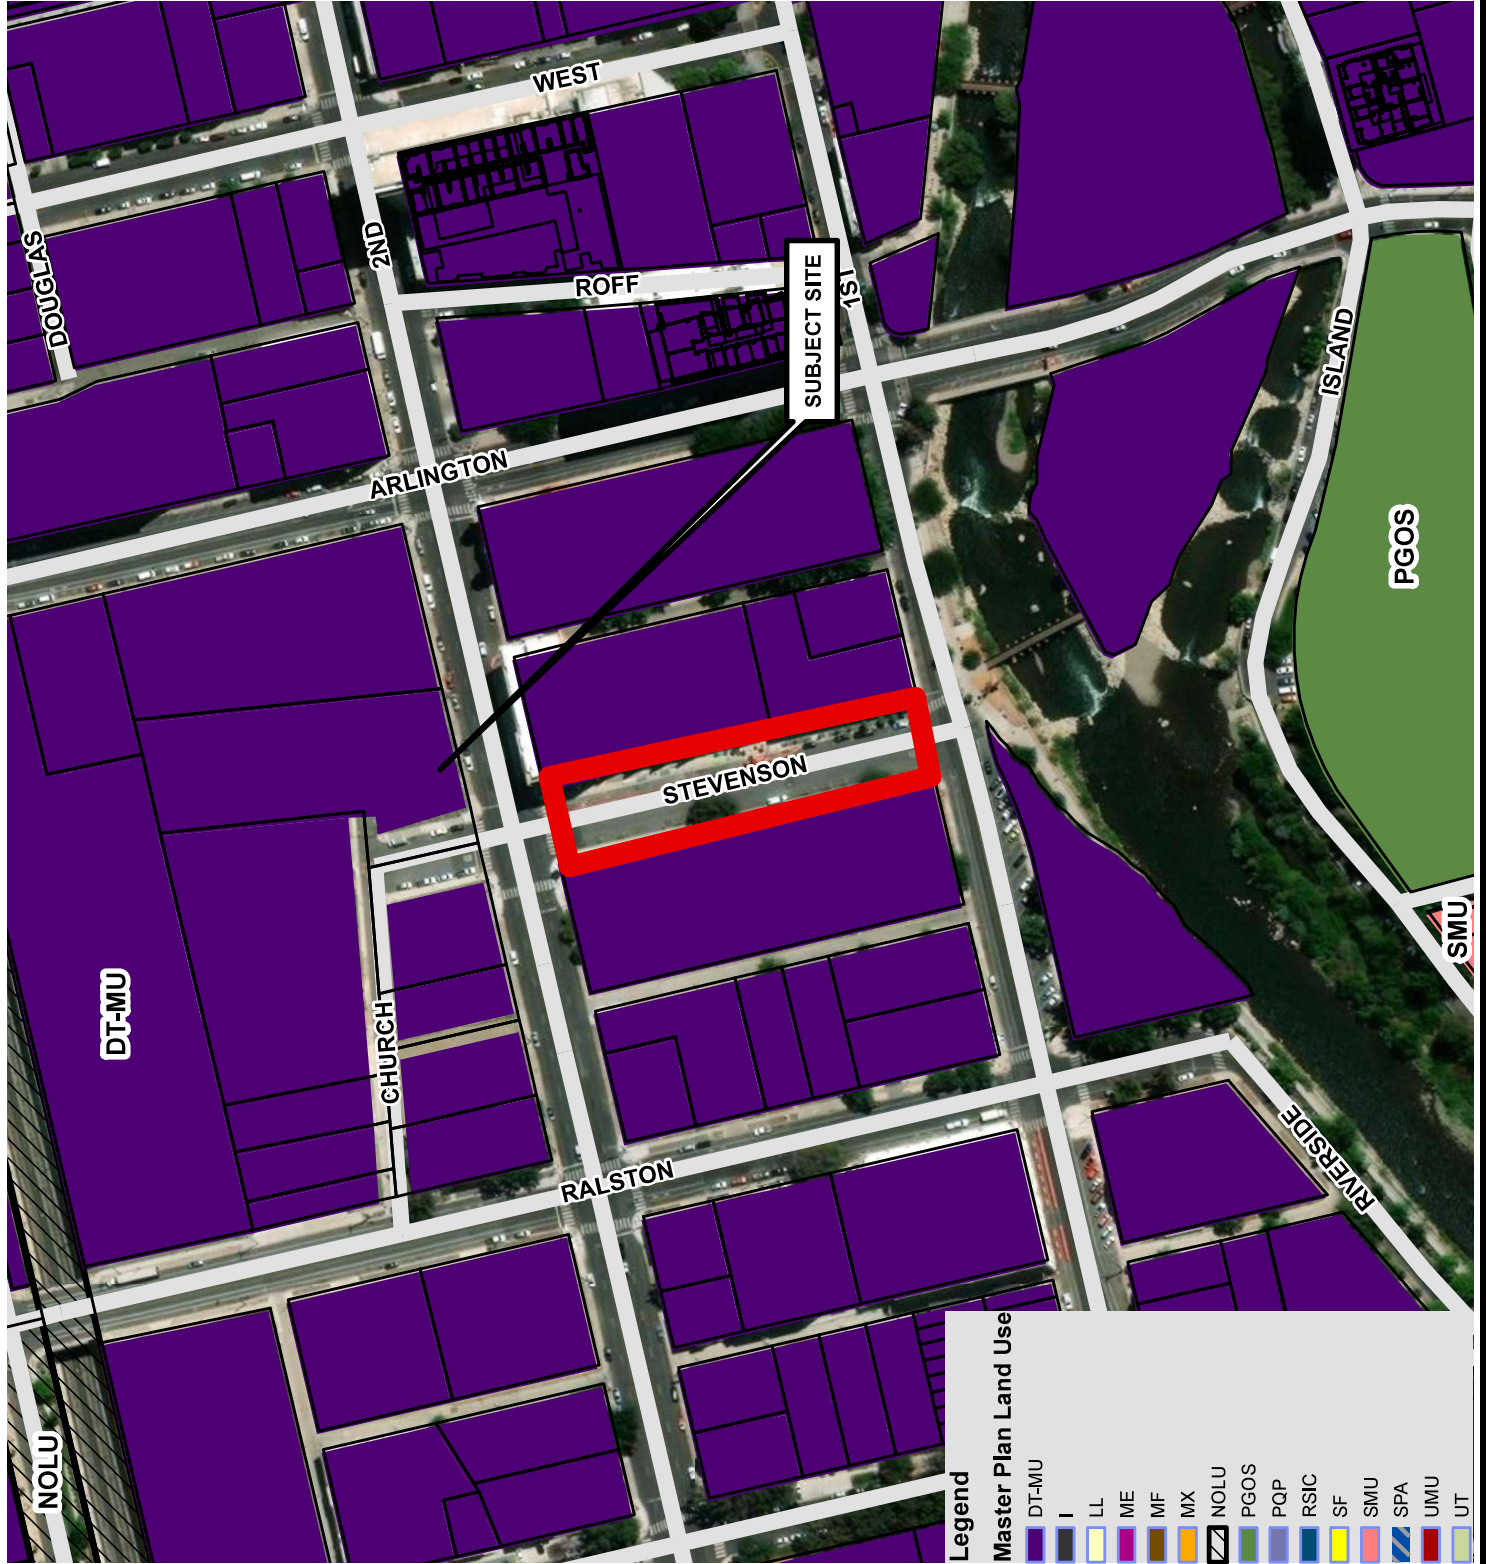 WEST
DOUGLAS
2ND
ROFF
SUBJECT SITE
1ST
ISLAND
ARLINGTON
PGOS
STEVENSON
SMU
DT-MU
CHURCH
RALSTON
RIVERSIDE
NOLU
Legend
Master Plan Land Use
DT-MU
I
LL
ME
MF
MX
NOLU
PGOS
PQP
RSIC
SF
SMU
SPA
UMU
UT